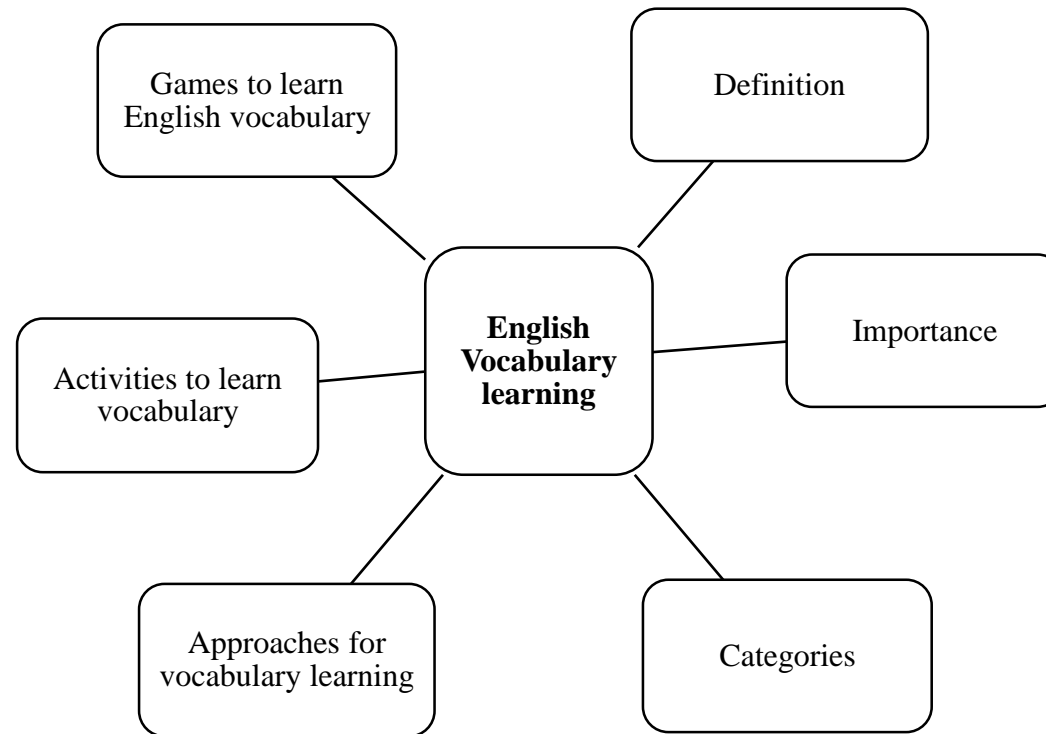 Games to learn
English vocabulary
Definition
English
Vocabulary
learning
Importance
Activities to learn
vocabulary
Approaches for
vocabulary learning
Categories